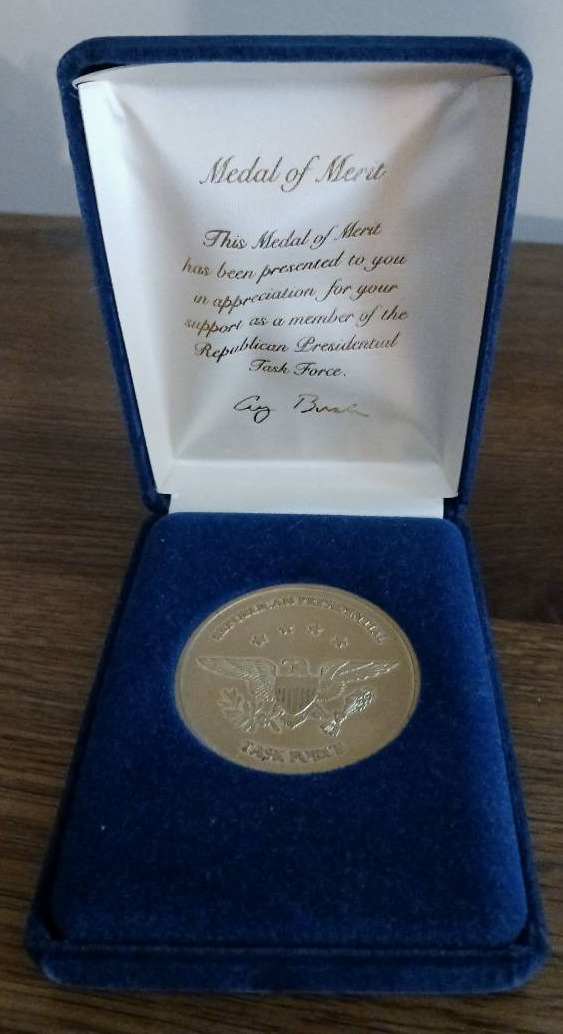 Medal of Merit
This Medal of Merit
has been presented to you
in appreciation for your
support as a member of the
Republican Presidential
Task Force.
Bush
REPUBLICAN PRESIDENTIAL
TASK FORCE